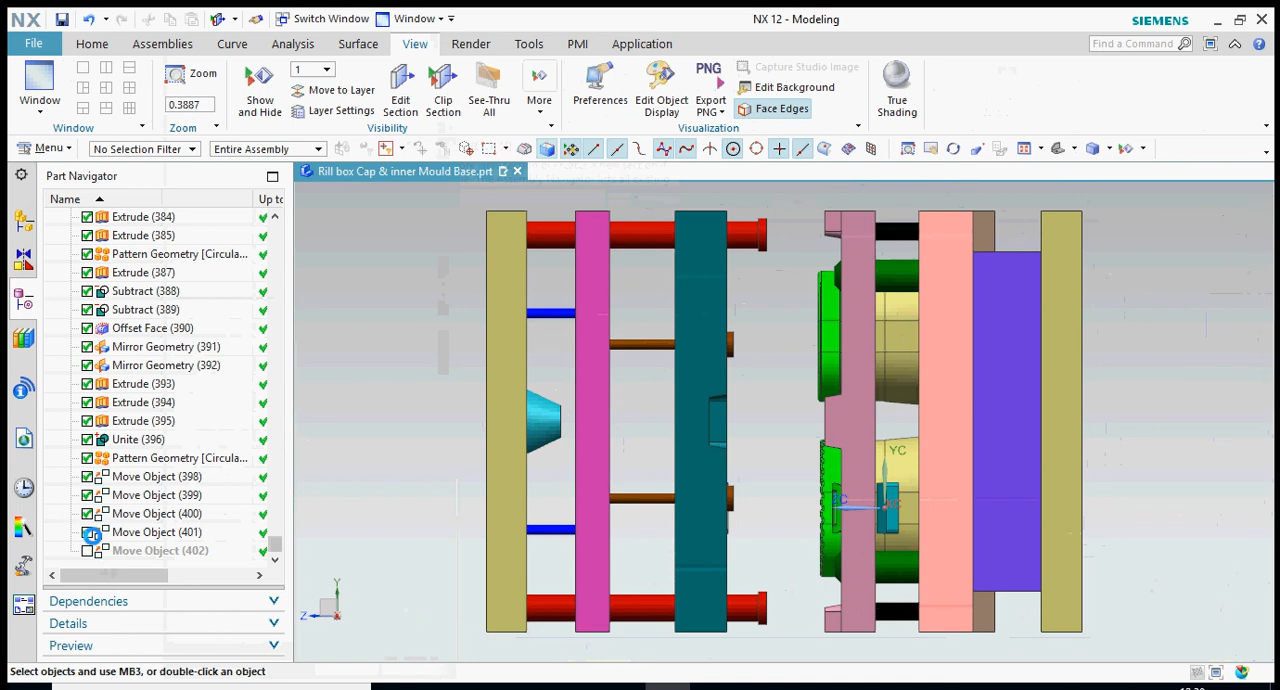 NX
Switch Window
Window
NX 12 - Modeling
SIEMENS
File
Home
Assemblies
Curve
Analysis
Surface
View
Render
Tools
PMI
Application
Find a Command
Window
Window
Zoom
0.3887
Zoom
Show and Hide
1
Move to Layer
Layer Settings
Edit Section
Clip Section
See-Thru All
More
Visibility
Preferences
Edit Object Display
PNG
Export PNG
Capture Studio Image
Edit Background
Face Edges
Visualization
True Shading
Menu
No Selection Filter
Entire Assembly
Part Navigator
Rill box Cap & inner Mould Base.prt
Name
Up to
Extrude (384)
Extrude (385)
Pattern Geometry [Circula...
Extrude (387)
Subtract (388)
Subtract (389)
Offset Face (390)
Mirror Geometry (391)
Mirror Geometry (392)
Extrude (393)
Extrude (394)
Extrude (395)
Unite (396)
Pattern Geometry [Circula...
Move Object (398)
Move Object (399)
Move Object (400)
Move Object (401)
Move Object (402)
Dependencies
Details
Preview
YC
XC
Y
Z
X
Select objects and use MB3, or double-click an object